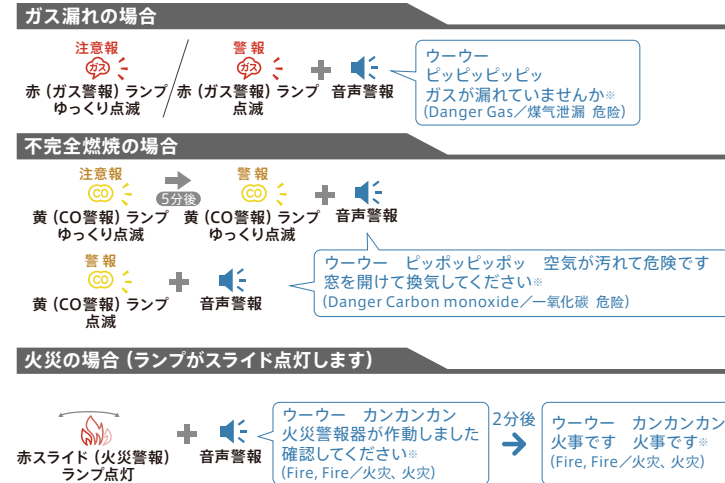 ガス漏れの場合
注意報
ガス
赤（ガス警報）ランプ
ゆっくり点滅
警報
ガス
赤（ガス警報）ランプ
点滅
音声警報
ウーウー
ピッピッピッピッ
ガスが漏れていませんか※
(Danger Gas／煤气泄漏 危险)
不完全燃焼の場合
注意報
CO
黄（CO警報）ランプ
ゆっくり点滅
5分後
警報
CO
黄（CO警報）ランプ
ゆっくり点滅
音声警報
警報
CO
黄（CO警報）ランプ
点滅
音声警報
ウーウー　ピッポッピッポッ　空気が汚れて危険です
窓を開けて換気してください※
(Danger Carbon monoxide／一氧化碳 危险)
火災の場合（ランプがスライド点灯します）
赤スライド（火災警報）
ランプ点灯
音声警報
ウーウー　カンカンカン
火災警報器が作動しました
確認してください※
(Fire, Fire／火灾、火灾)
2分後
ウーウー　カンカンカン
火事です　火事です※
(Fire, Fire／火灾、火灾)